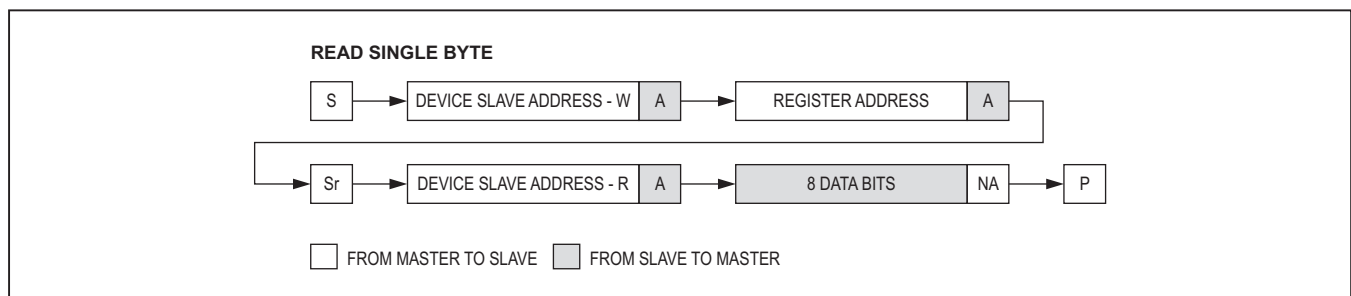 READ SINGLE BYTE
S DEVICE SLAVE ADDRESS - W A REGISTER ADDRESS A
Sr DEVICE SLAVE ADDRESS - R A 8 DATA BITS NA P
FROM MASTER TO SLAVE FROM SLAVE TO MASTER